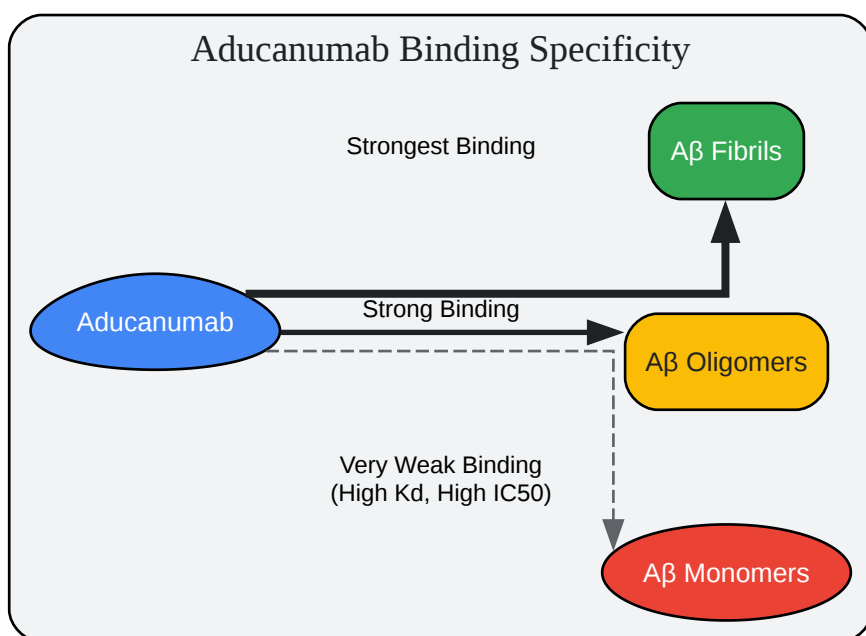 Aducanumab Binding Specificity
Strongest Binding
Aβ Fibrils
Aducanumab
Strong Binding
Aβ Oligomers
Very Weak Binding
(High Kd, High IC50)
Aβ Monomers